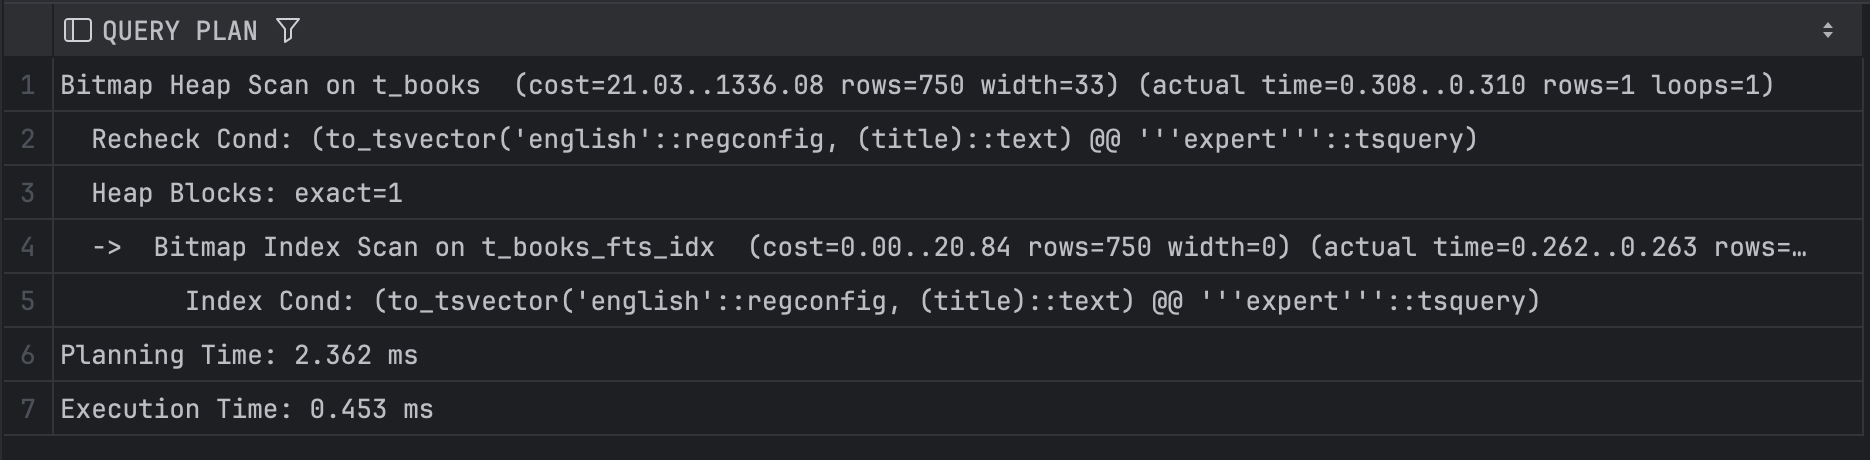 QUERY PLAN
1 Bitmap Heap Scan on t_books  (cost=21.03..1336.08 rows=750 width=33) (actual time=0.308..0.310 rows=1 loops=1)
2   Recheck Cond: (to_tsvector('english'::regconfig, (title)::text) @@ '''expert'''::tsquery)
3   Heap Blocks: exact=1
4   ->  Bitmap Index Scan on t_books_fts_idx  (cost=0.00..20.84 rows=750 width=0) (actual time=0.262..0.263 rows=…
5         Index Cond: (to_tsvector('english'::regconfig, (title)::text) @@ '''expert'''::tsquery)
6 Planning Time: 2.362 ms
7 Execution Time: 0.453 ms